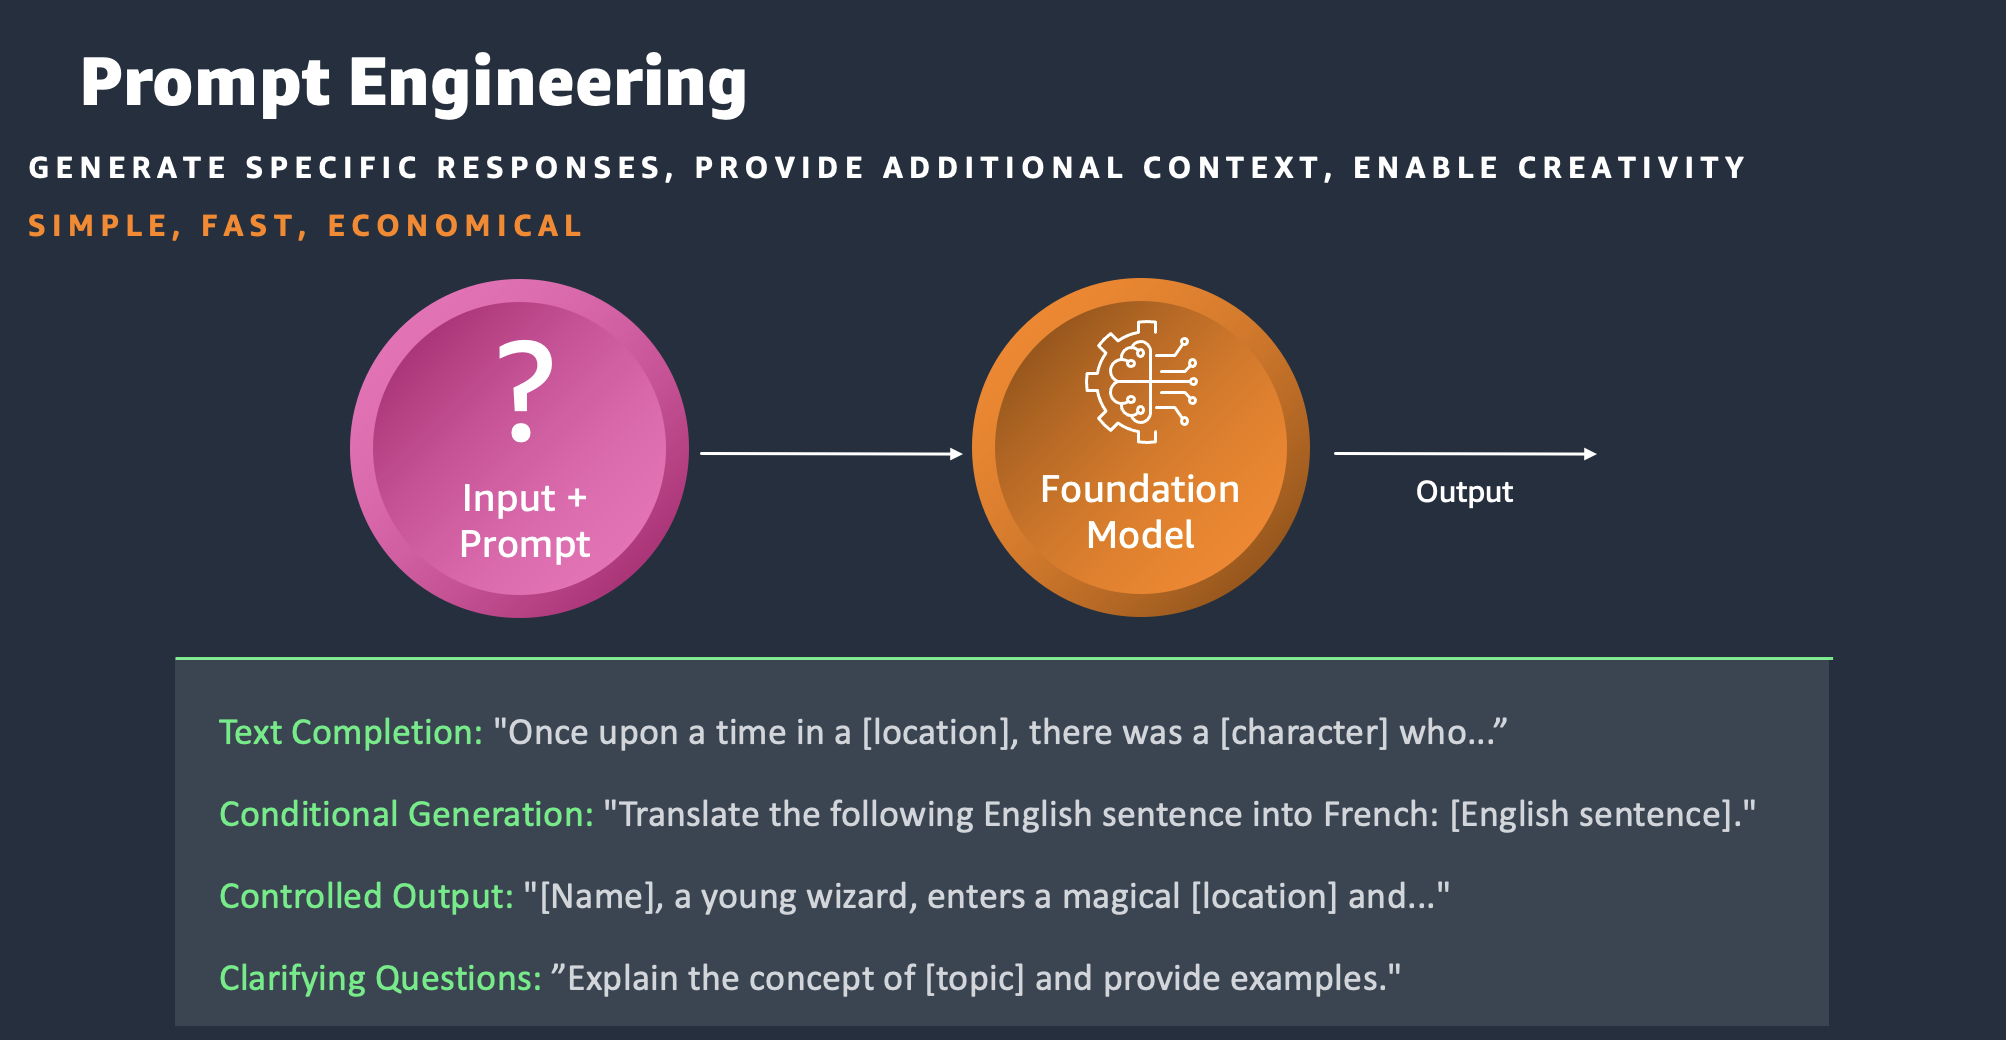 Prompt Engineering
GENERATE SPECIFIC RESPONSES, PROVIDE ADDITIONAL CONTEXT, ENABLE CREATIVITY
SIMPLE, FAST, ECONOMICAL
?
Input +
Prompt
Foundation
Model
Output
Text Completion: "Once upon a time in a [location], there was a [character] who...”
Conditional Generation: "Translate the following English sentence into French: [English sentence]."
Controlled Output: "[Name], a young wizard, enters a magical [location] and..."
Clarifying Questions: ”Explain the concept of [topic] and provide examples."